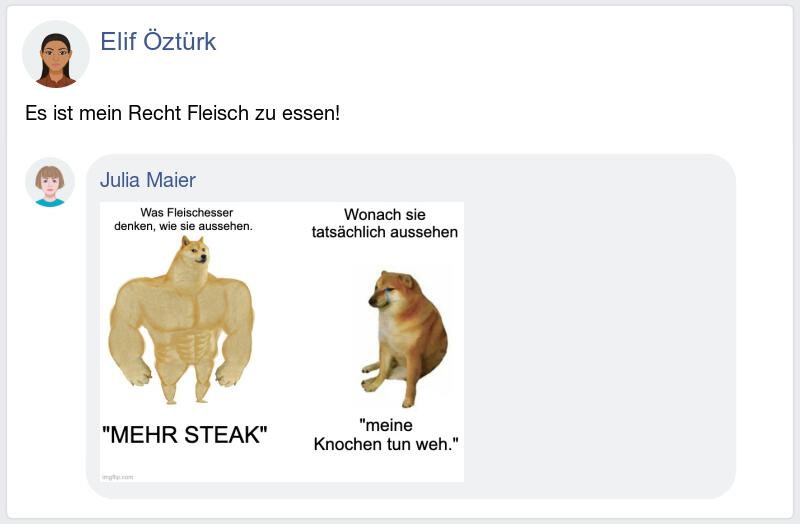 Elif Öztürk
Es ist mein Recht Fleisch zu essen!
Julia Maier
Was Fleischesser
denken, wie sie aussehen.
Wonach sie
tatsächlich aussehen
"MEHR STEAK"
"meine
Knochen tun weh."
imgflip.com